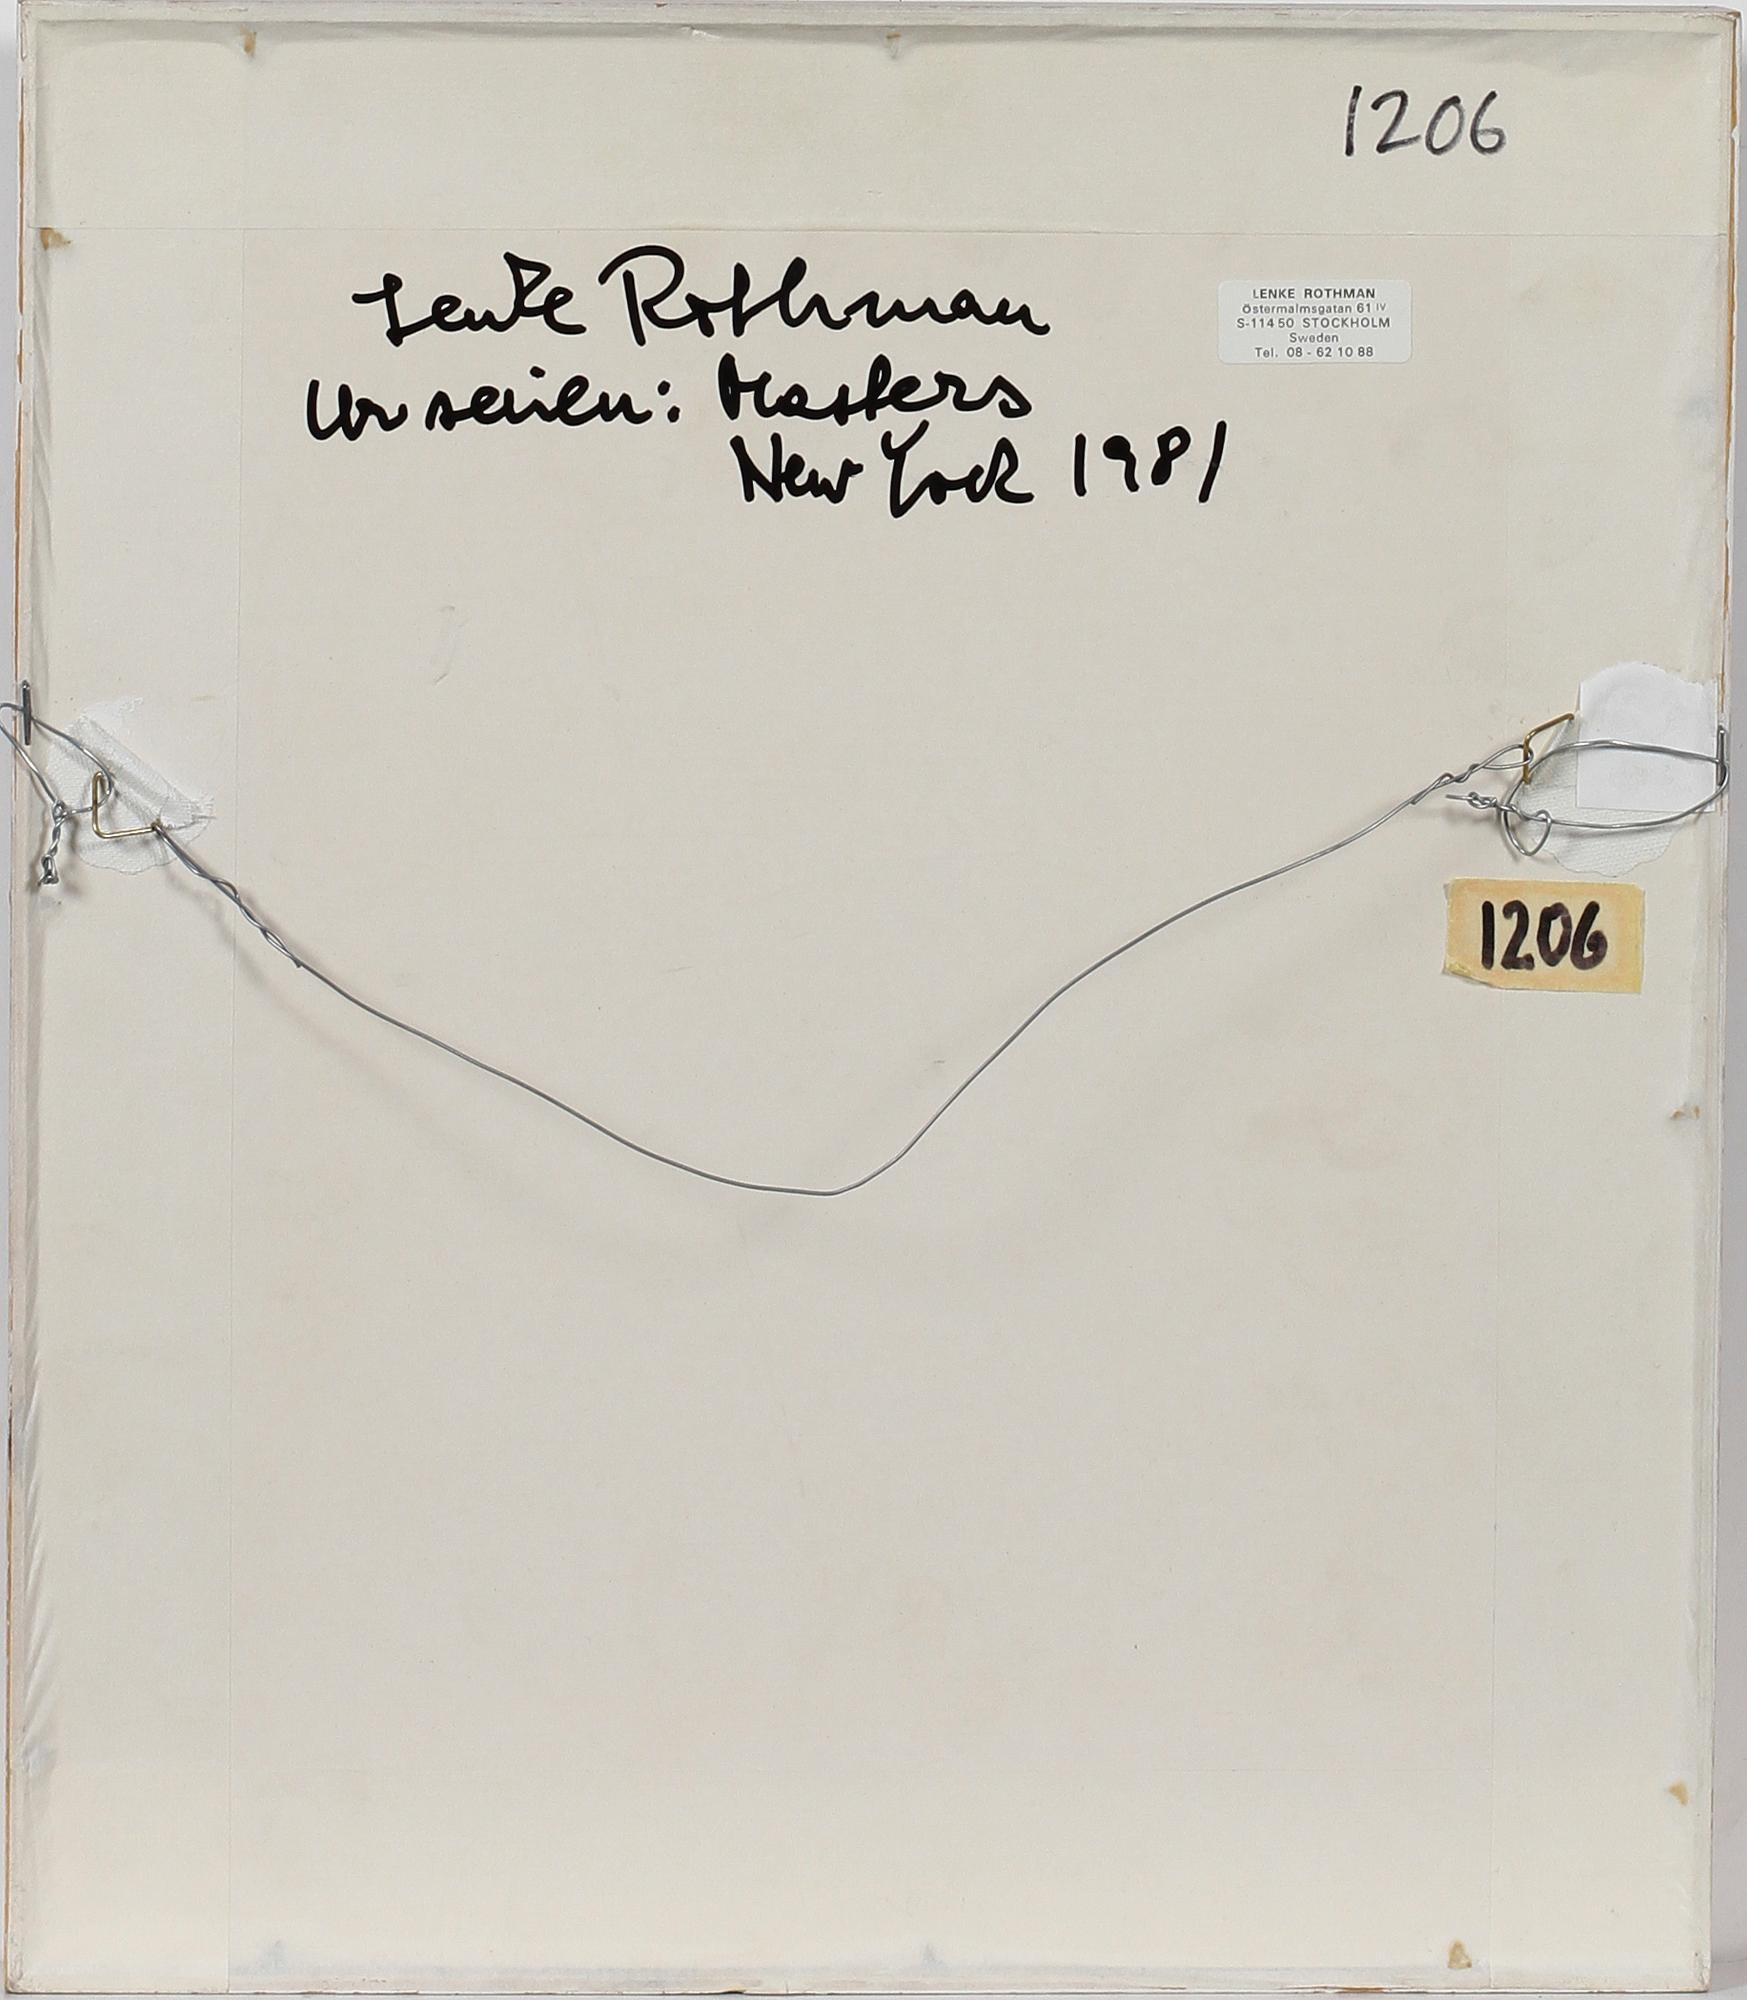 1206
Lenke Rothman
Ur serien: Masters
New York 1981
LENKE ROTHMAN
Östermalmsgatan 61 IV
S-114 50 STOCKHOLM
Sweden
Tel. 08 - 62 10 88
1206